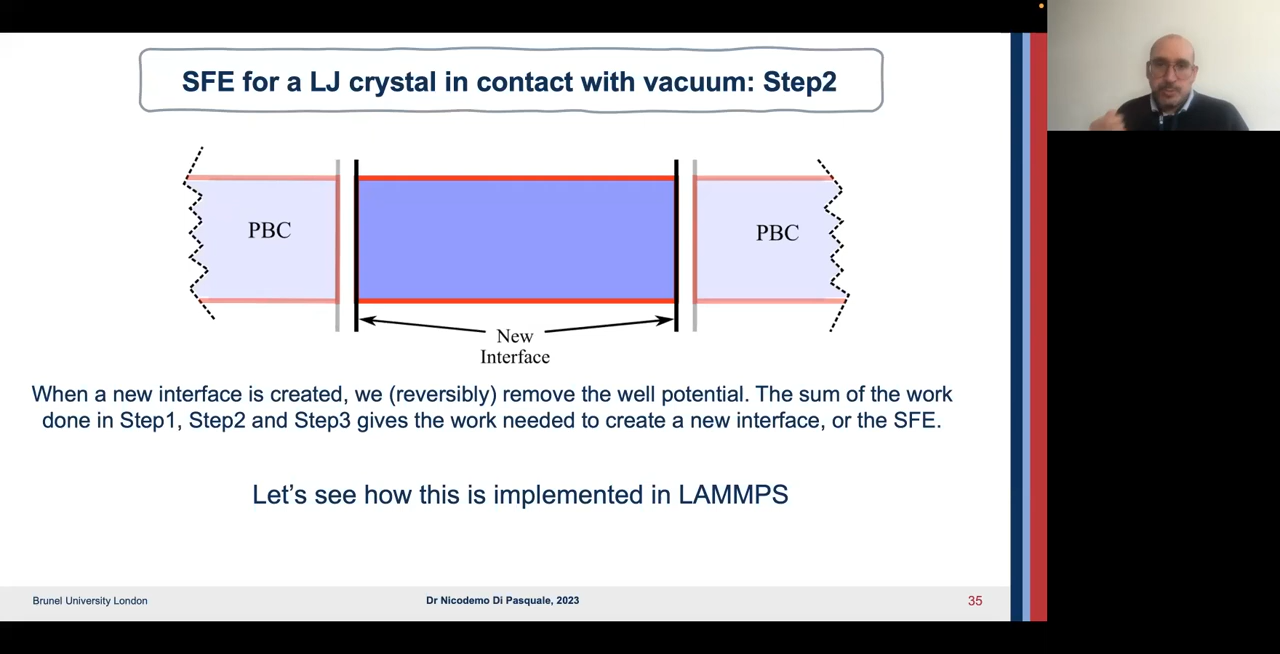 SFE for a LJ crystal in contact with vacuum: Step2
PBC
PBC
New
Interface
When a new interface is created, we (reversibly) remove the well potential. The sum of the work
done in Step1, Step2 and Step3 gives the work needed to create a new interface, or the SFE.
Let’s see how this is implemented in LAMMPS
Brunel University London
Dr Nicodemo Di Pasquale, 2023
35